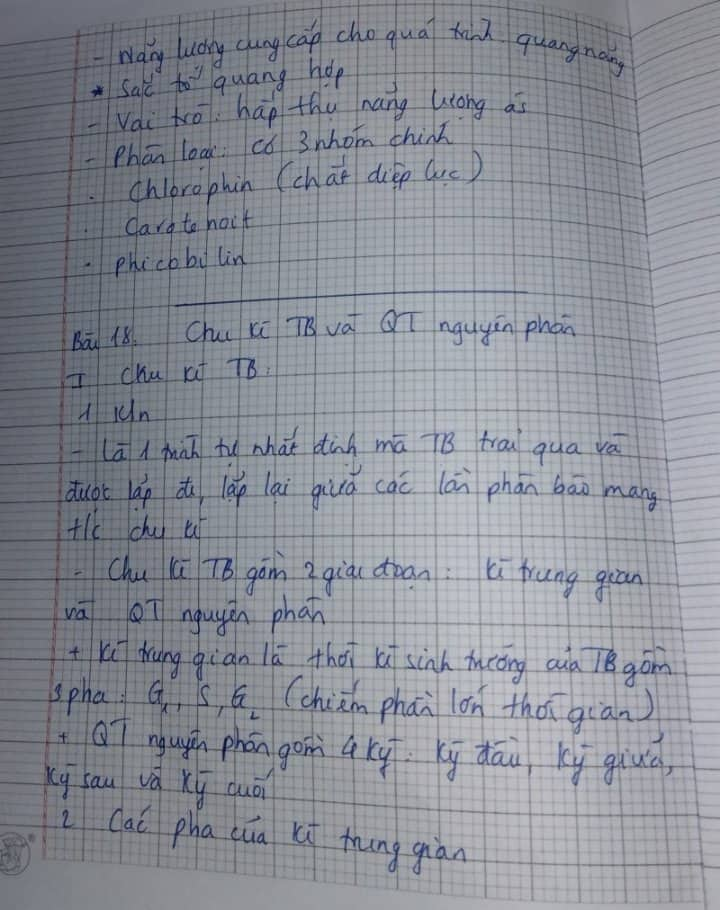 - Năng lượng cung cấp cho quá trình quang năng
* Sắc tố quang hợp
- Vai trò: hấp thụ năng lượng ás
- Phân loại: có 3 nhóm chính
. Chlorophin (chất diệp lục)
. Carotenoit
. phicobilin
Bài 18. Chu kì TB và QT nguyên phân
I Chu kì TB:
1 Kn
- Là 1 trình tự nhất định mà TB trải qua và
được lặp đi, lặp lại giữa các lần phân bào mang
t/c chu kì
- Chu kì TB gồm 2 giai đoạn: kì trung gian
và QT nguyên phân
+ Kì trung gian là thời kì sinh trưởng của TB gồm
3 pha: G1, S, G2 (chiếm phần lớn thời gian)
+ QT nguyên phân gồm 4 kỳ: Kỳ đầu, Kỳ giữa,
Kỳ sau và Kỳ cuối
2 Các pha của kì trung gian